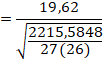 = 19,62
√ 2215,5848
27(26)